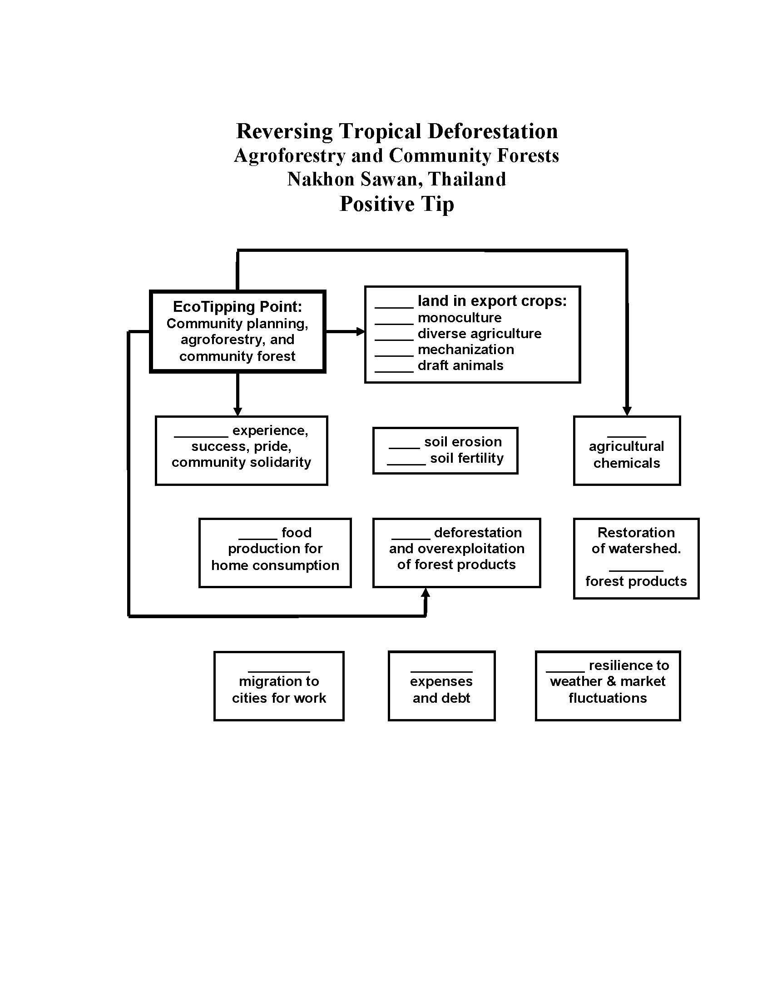 Reversing Tropical Deforestation
Agroforestry and Community Forests
Nakhon Sawan, Thailand
Positive Tip
EcoTipping Point:
Community planning,
agroforestry, and
community forest
_____ land in export crops:
_____ monoculture
_____ diverse agriculture
_____ mechanization
_____ draft animals
_______ experience,
success, pride,
community solidarity
____ soil erosion
_____ soil fertility
_____
agricultural
chemicals
_____ food
production for
home consumption
_____ deforestation
and overexploitation
of forest products
Restoration
of watershed.
_______
forest products
________
migration to
cities for work
________
expenses
and debt
_____ resilience to
weather & market
fluctuations